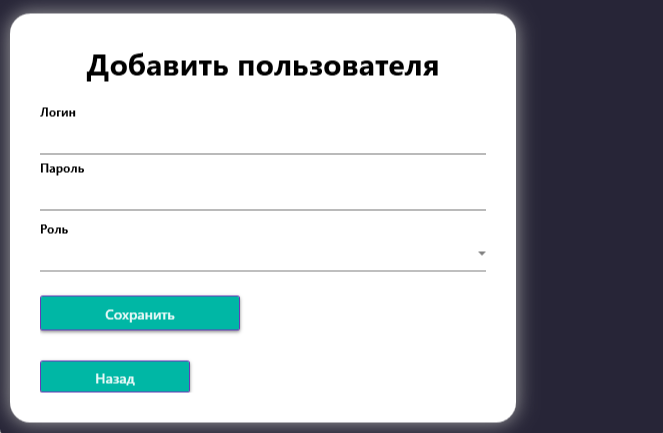 Добавить пользователя
Логин
Пароль
Роль
Сохранить
Назад